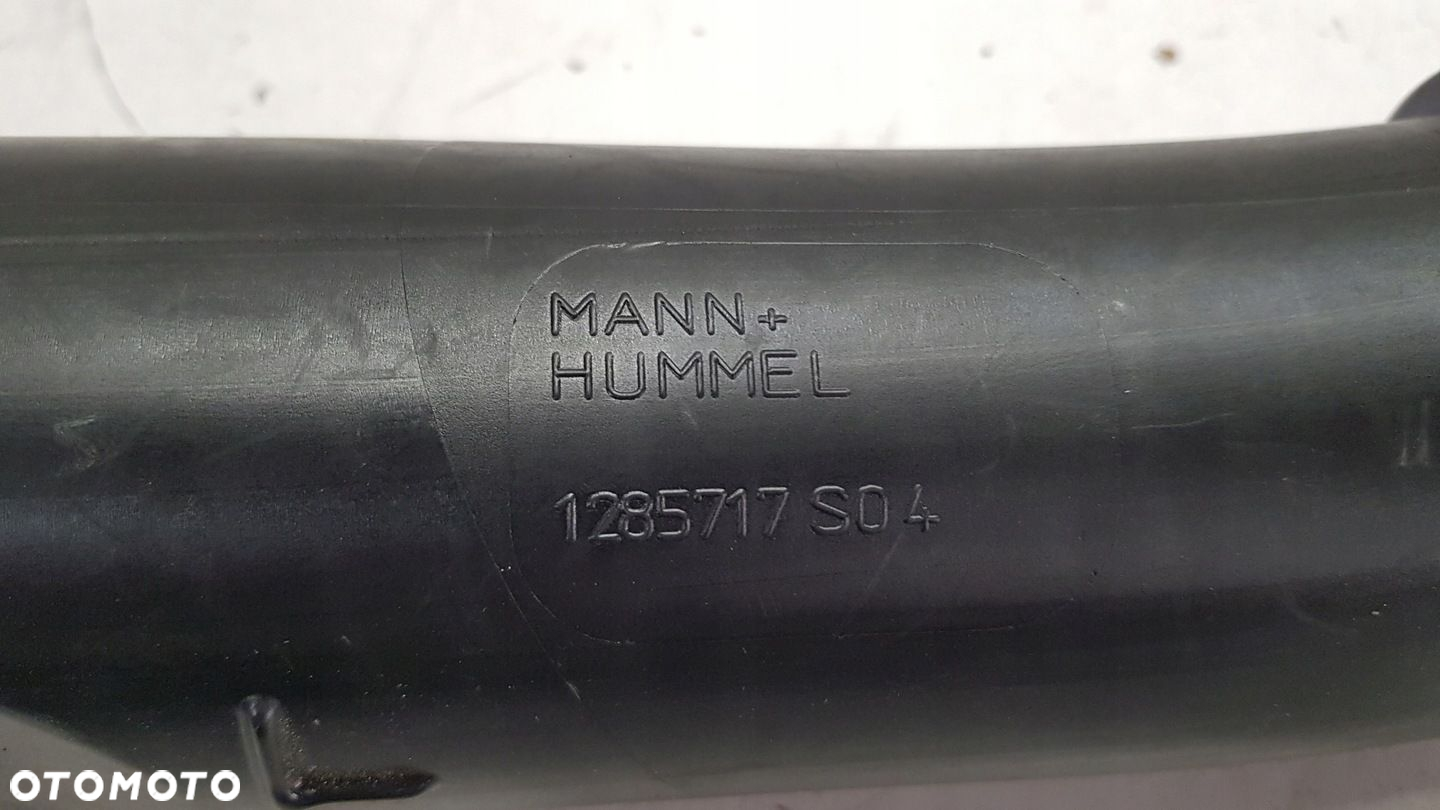 MANN+
HUMMEL
1285717 S04
OTOMOTO